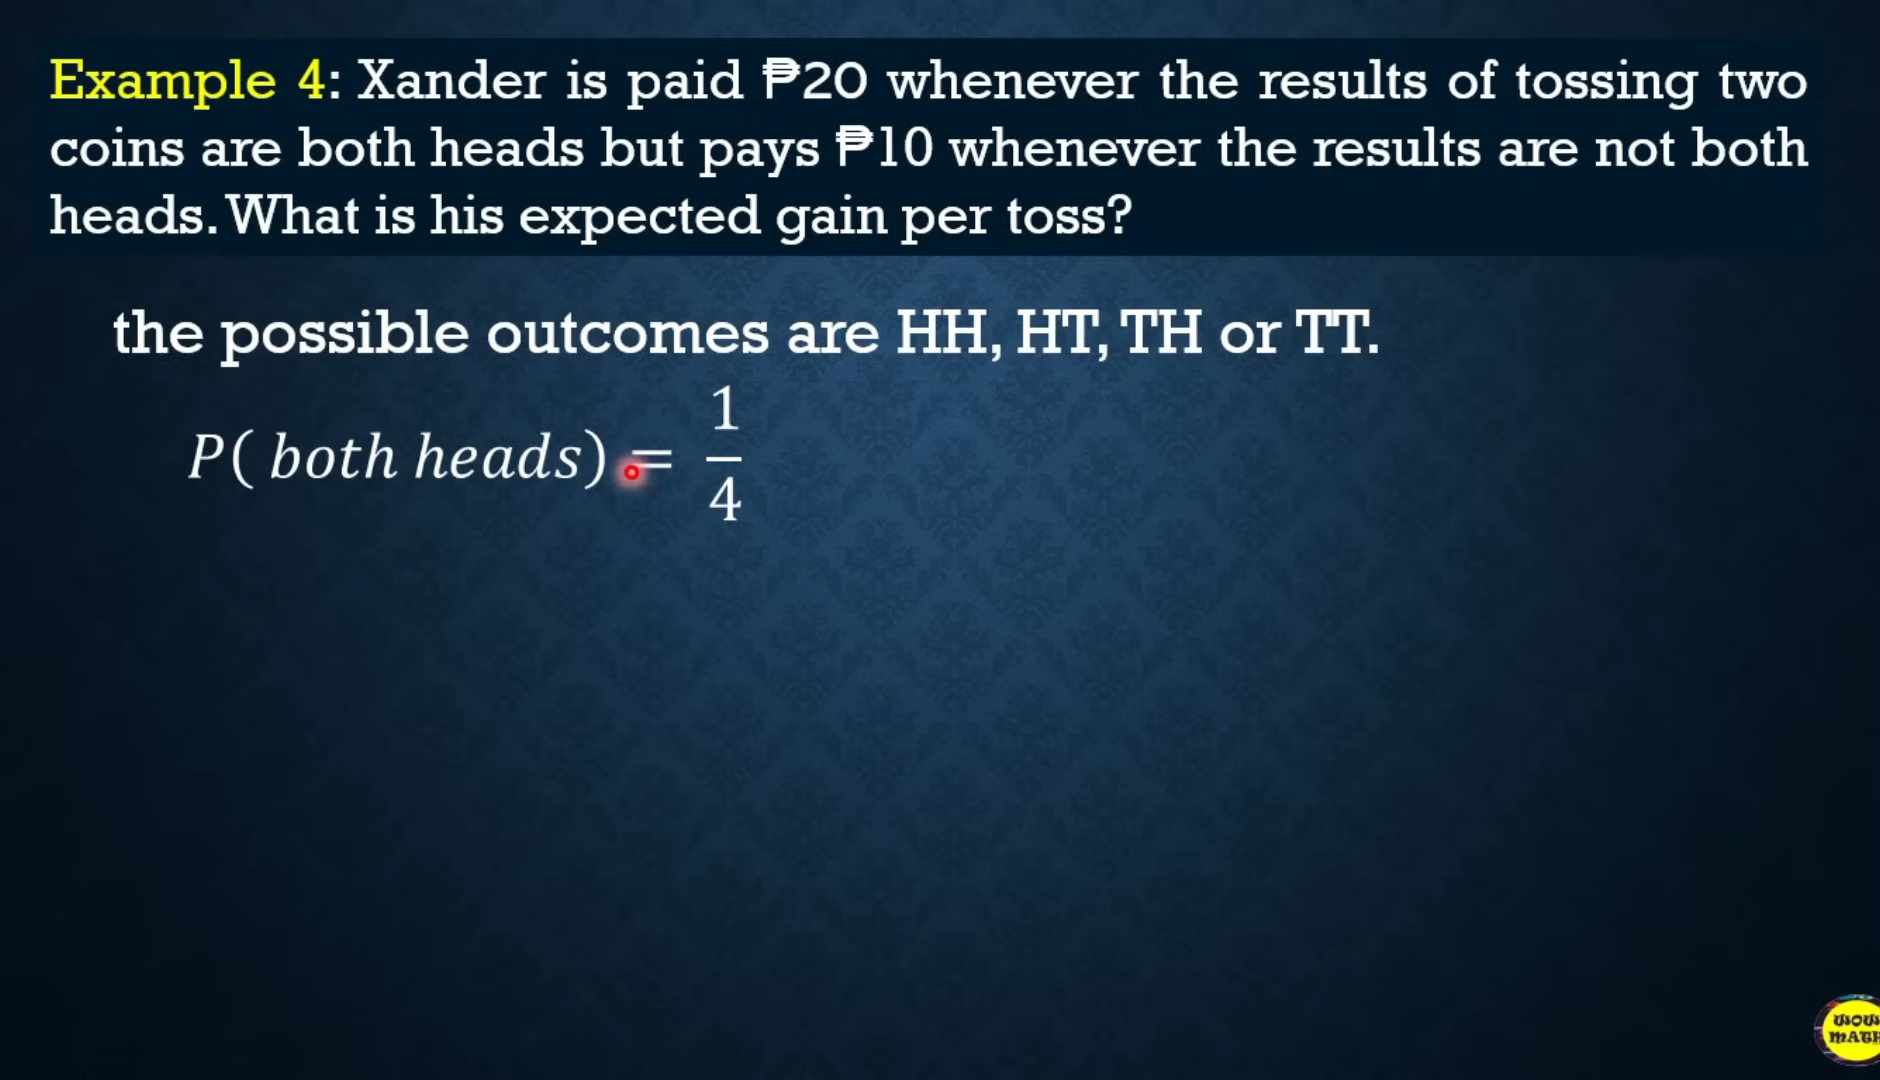 Example 4: Xander is paid ₱20 whenever the results of tossing two
coins are both heads but pays ₱10 whenever the results are not both
heads. What is his expected gain per toss?
the possible outcomes are HH, HT, TH or TT.
P( both heads) = 1/4
WOW
MATH